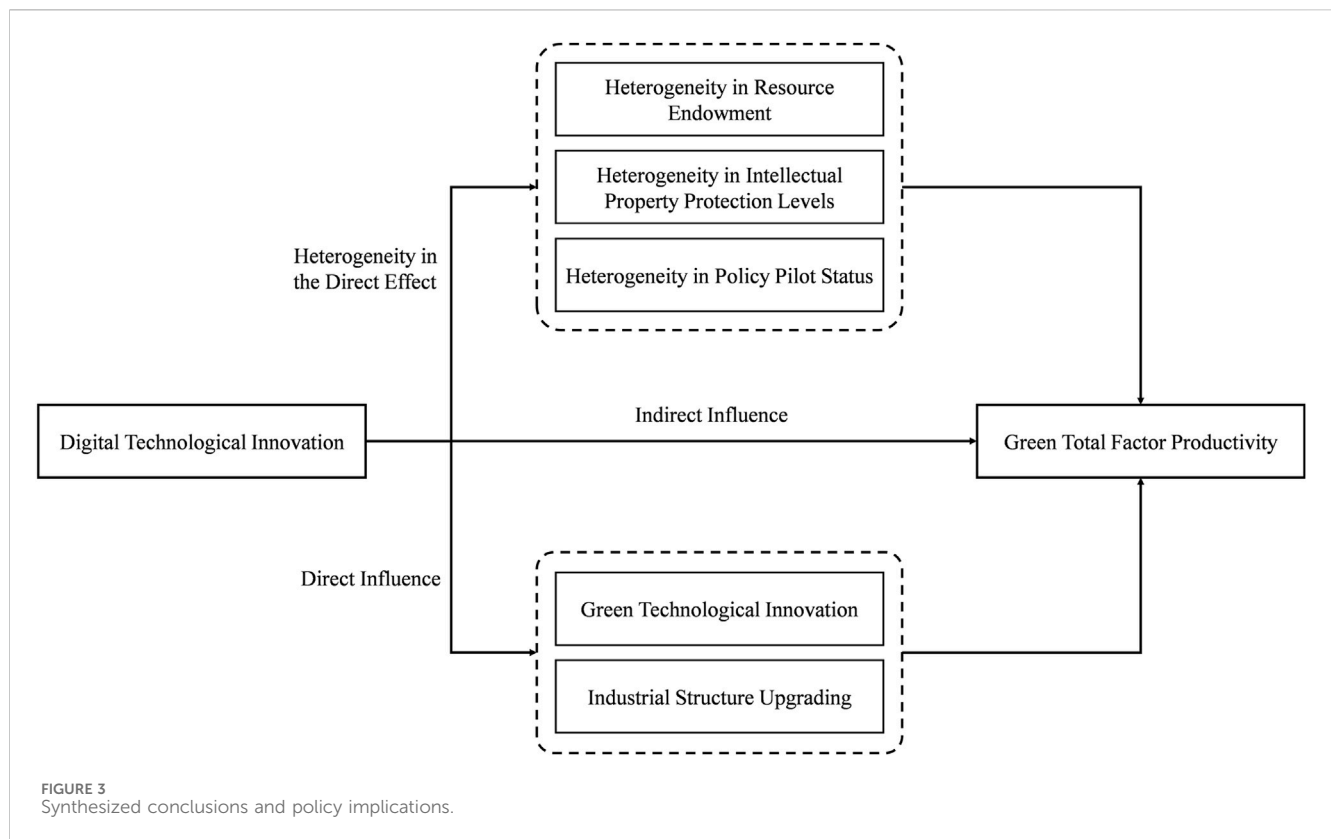 Heterogeneity in Resource
Endowment
Heterogeneity in Intellectual
Property Protection Levels
Heterogeneity in Policy Pilot Status
Heterogeneity in
the Direct Effect
Digital Technological Innovation
Indirect Influence
Green Total Factor Productivity
Direct Influence
Green Technological Innovation
Industrial Structure Upgrading
FIGURE 3
Synthesized conclusions and policy implications.